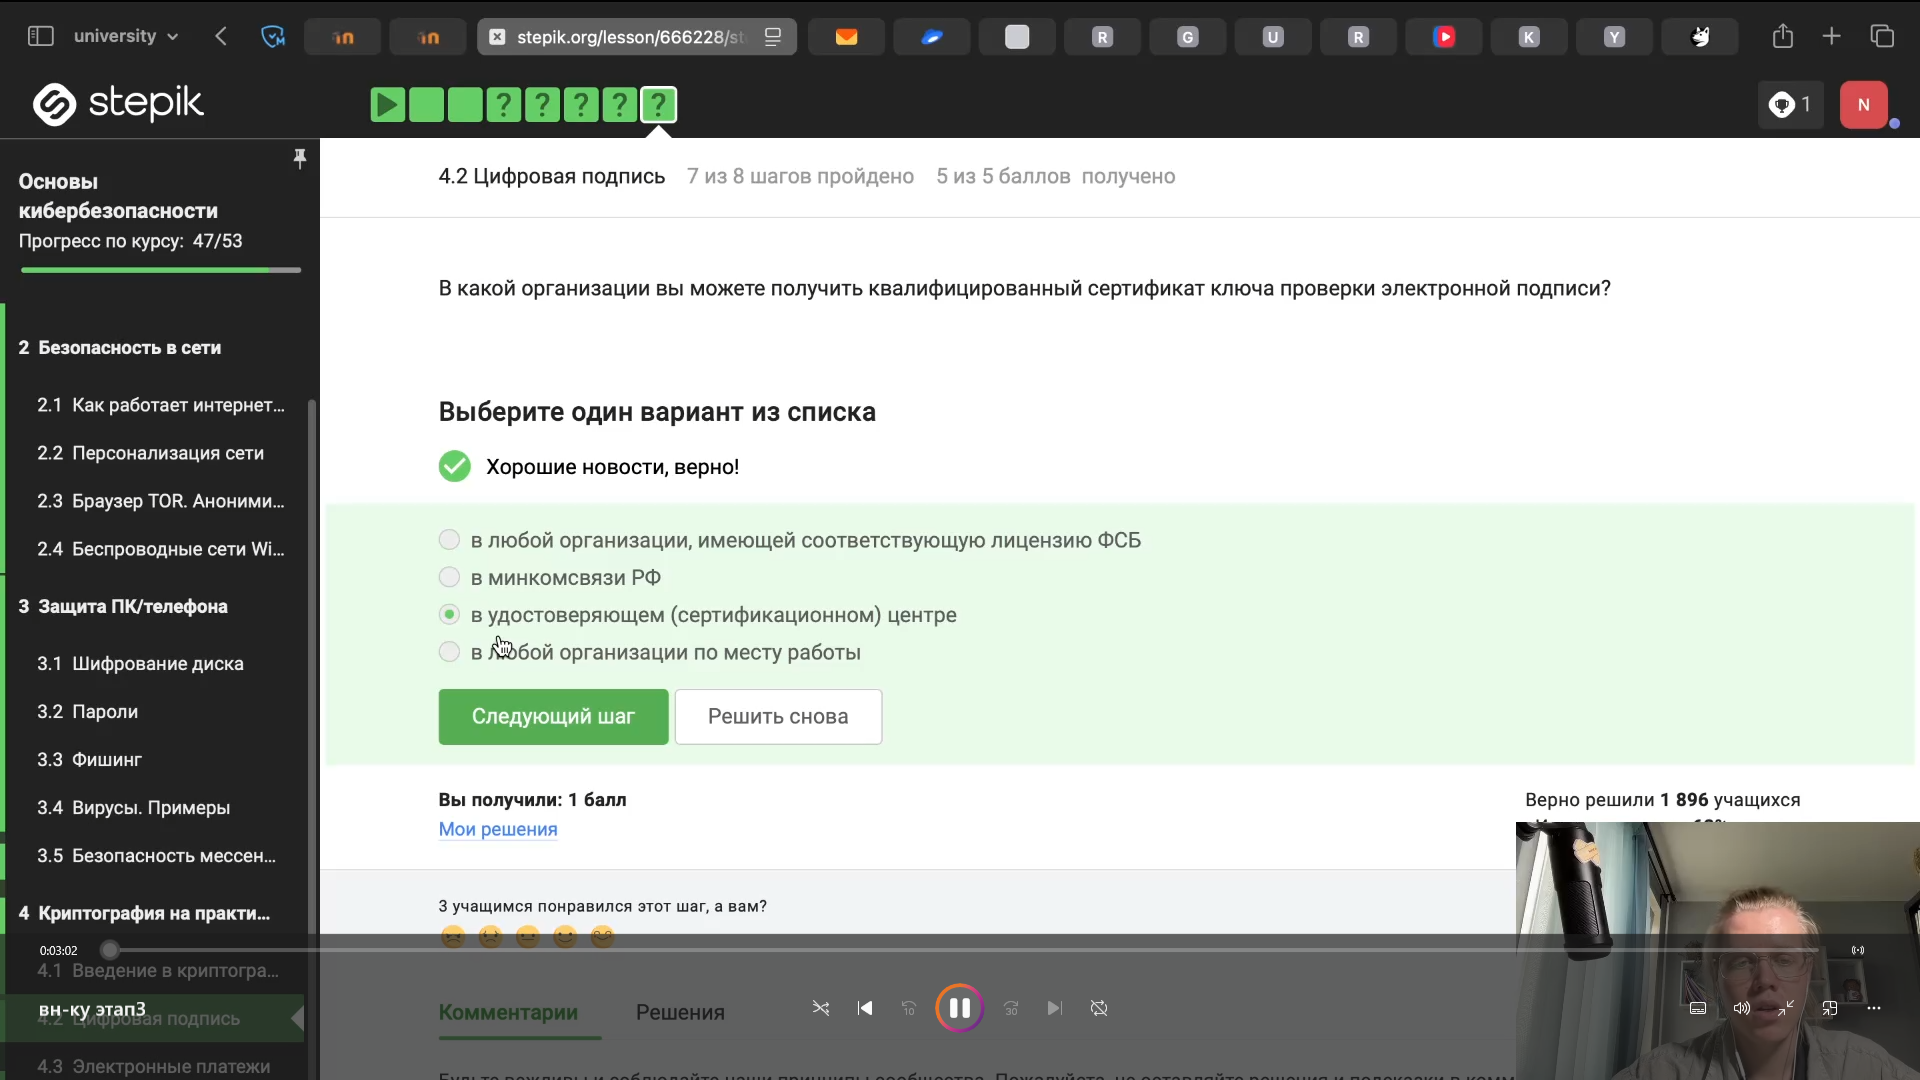 university
stepik.org/lesson/666228/st
R
G
U
R
K
Y
stepik
?
?
?
?
?
1
N
Основы
кибербезопасности
Прогресс по курсу: 47/53
4.2 Цифровая подпись 7 из 8 шагов пройдено 5 из 5 баллов получено
2 Безопасность в сети
2.1 Как работает интернет...
2.2 Персонализация сети
2.3 Браузер TOR. Аноними...
2.4 Беспроводные сети Wi...
3 Защита ПК/телефона
3.1 Шифрование диска
3.2 Пароли
3.3 Фишинг
3.4 Вирусы. Примеры
3.5 Безопасность мессен...
4 Криптография на практи...
4.1 Введение в криптогра...
4.2 Цифровая подпись
4.3 Электронные платежи
В какой организации вы можете получить квалифицированный сертификат ключа проверки электронной подписи?
Выберите один вариант из списка
Хорошие новости, верно!
в любой организации, имеющей соответствующую лицензию ФСБ
в минкомсвязи РФ
в удостоверяющем (сертификационном) центре
в любой организации по месту работы
Следующий шаг
Решить снова
Вы получили: 1 балл
Мои решения
Верно решили 1 896 учащихся
3 учащимся понравился этот шаг, а вам?
0:03:02
вн-ку этап3
10
30
Комментарии
Решения